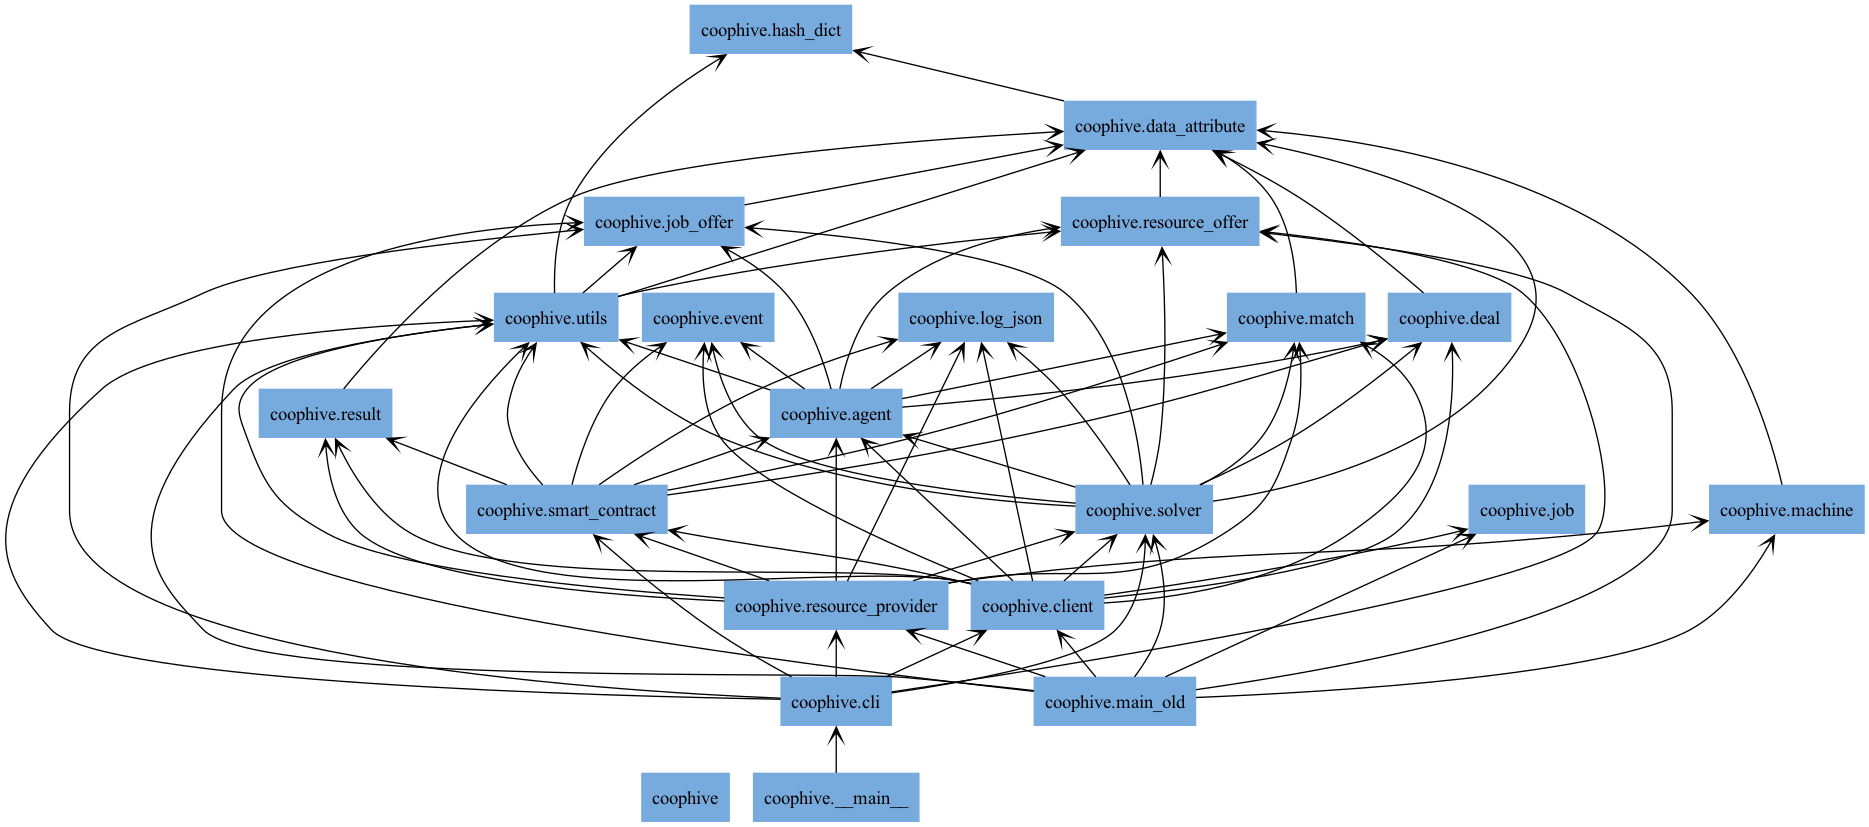 coophive.hash_dict
coophive.data_attribute
coophive.job_offer
coophive.resource_offer
coophive.utils
coophive.event
coophive.log_json
coophive.match
coophive.deal
coophive.result
coophive.agent
coophive.smart_contract
coophive.solver
coophive.job
coophive.machine
coophive.resource_provider
coophive.client
coophive.cli
coophive.main_old
coophive
coophive.__main__